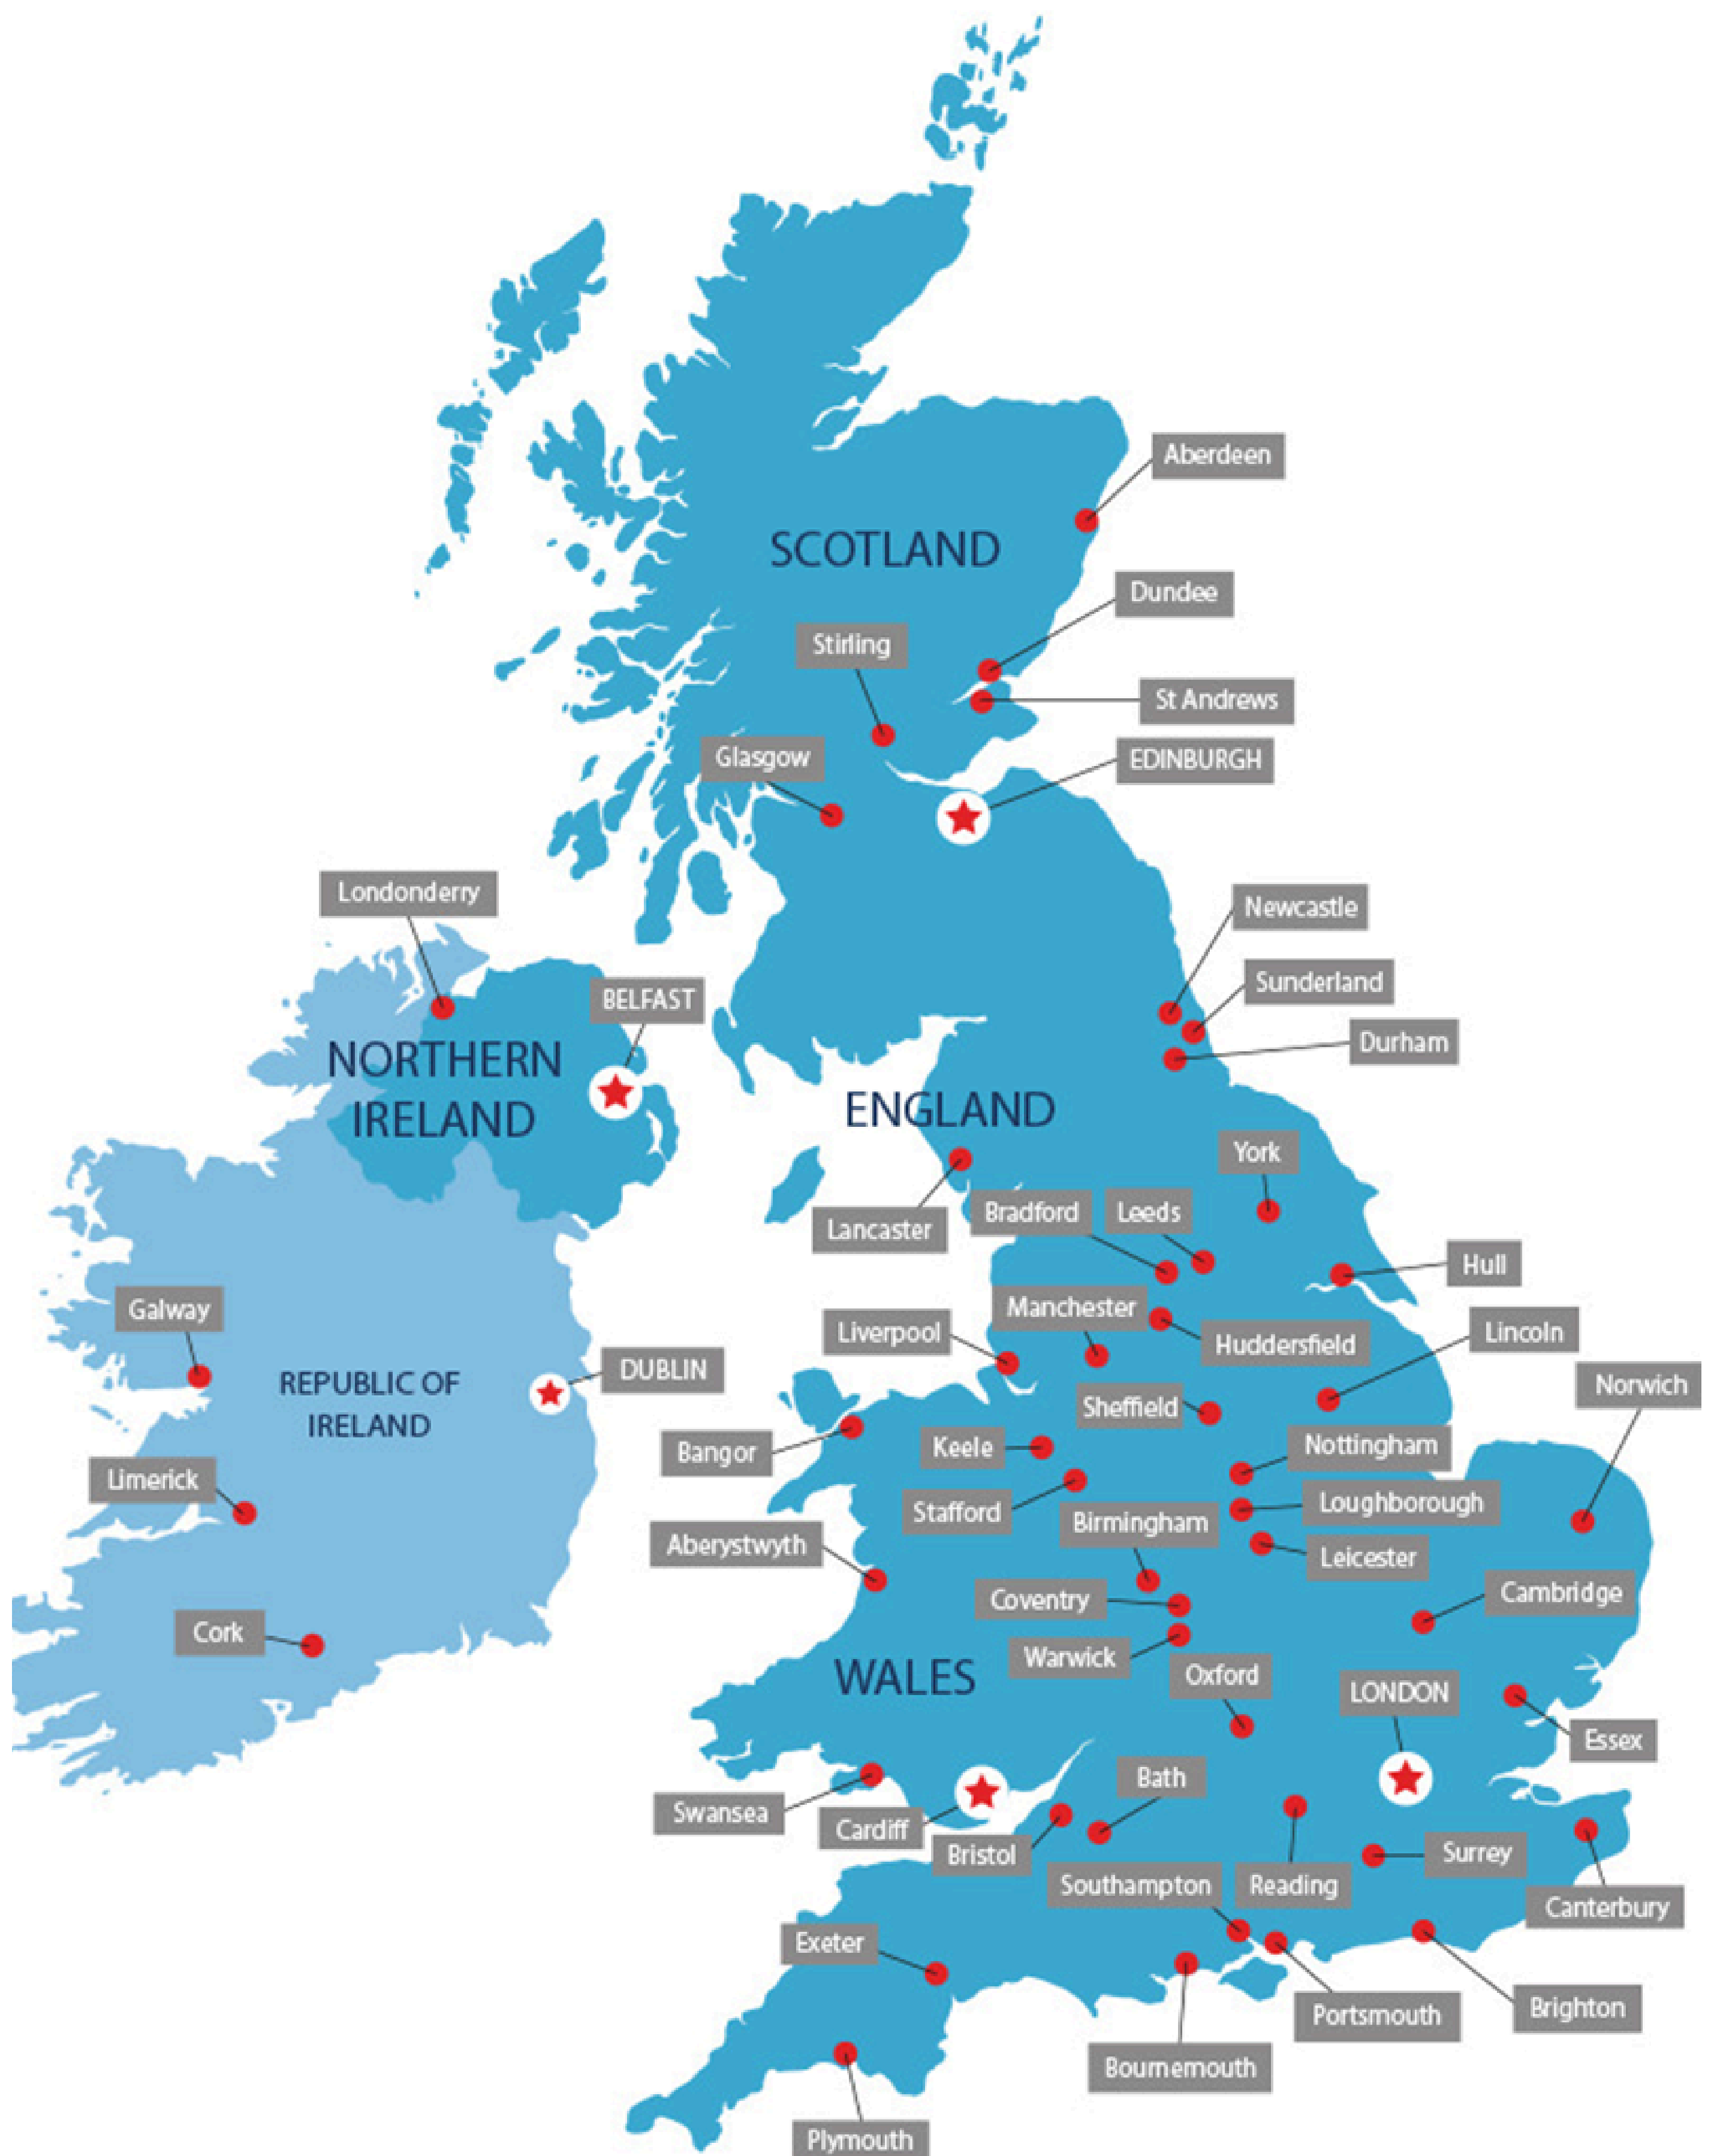 Aberdeen
SCOTLAND
Dundee
Stirling
St Andrews
Glasgow
EDINBURGH
Londonderry
Newcastle
Sunderland
BELFAST
Durham
NORTHERN
IRELAND
ENGLAND
York
Lancaster
Bradford
Leeds
Hull
Galway
Manchester
Liverpool
Huddersfield
Lincoln
DUBLIN
REPUBLIC OF
IRELAND
Norwich
Sheffield
Bangor
Keele
Nottingham
Limerick
Stafford
Loughborough
Birmingham
Aberystwyth
Leicester
Coventry
Cambridge
Cork
Warwick
WALES
Oxford
LONDON
Essex
Bath
Swansea
Cardiff
Bristol
Surrey
Southampton
Reading
Canterbury
Exeter
Portsmouth
Brighton
Bournemouth
Plymouth